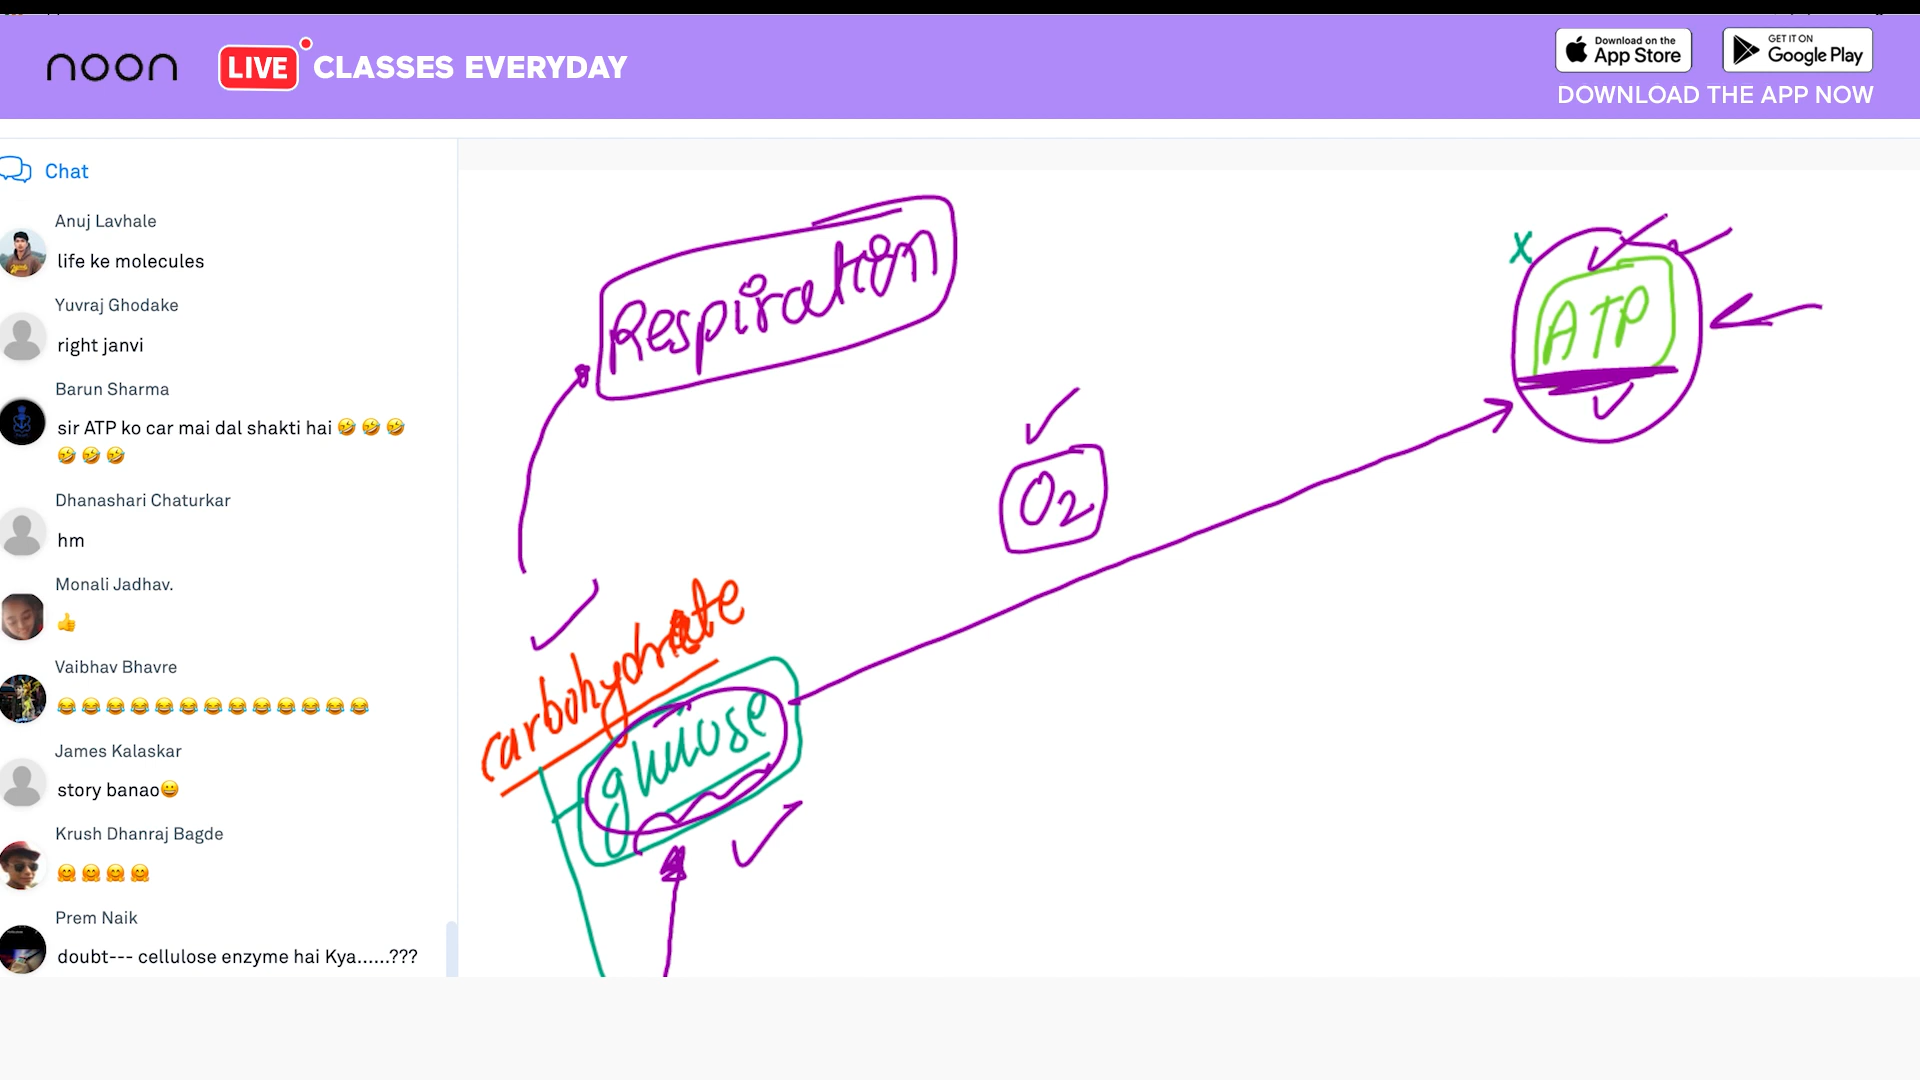 noon LIVE CLASSES EVERYDAY
Download on the App Store
GET IT ON Google Play
DOWNLOAD THE APP NOW
Chat
Anuj Lavhale
life ke molecules
Yuvraj Ghodake
right janvi
Barun Sharma
sir ATP ko car mai dal shakti hai 🤣 🤣 🤣
🤣 🤣 🤣
Dhanashari Chaturkar
hm
Monali Jadhav.
👍
Vaibhav Bhavre
😂 😂 😂 😂 😂 😂 😂 😂 😂 😂 😂 😂 😂
James Kalaskar
story banao😀
Krush Dhanraj Bagde
🤗 🤗 🤗 🤗
Prem Naik
doubt--- cellulose enzyme hai Kya......???
Respiration
x
ATP
O2
carbohydrate
glucose